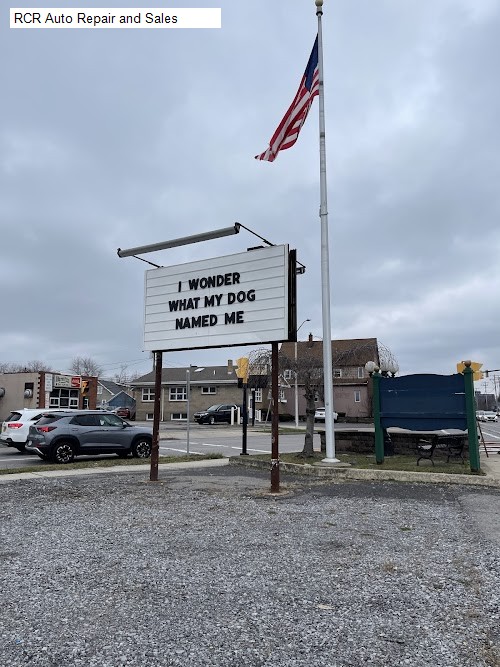 RCR Auto Repair and Sales
I WONDER
WHAT MY DOG
NAMED ME